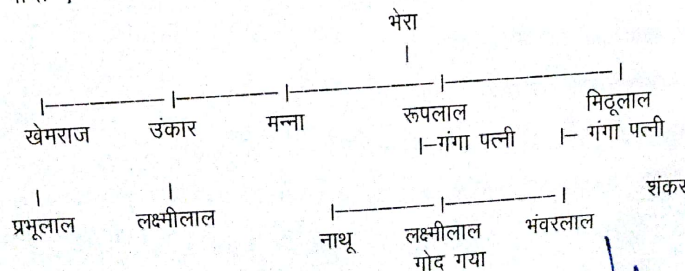 भेरा
खेमराज उंकार मन्ना रूपलाल मिठूलाल
गंगा पत्नी गंगा पत्नी
प्रभूलाल लक्ष्मीलाल नाथू लक्ष्मीलाल भंवरलाल शंकर
गोद गया